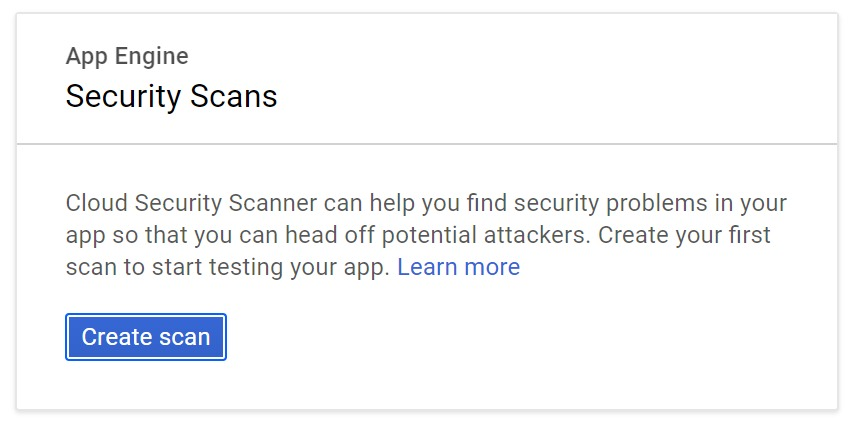 App Engine
Security Scans
Cloud Security Scanner can help you find security problems in your
app so that you can head off potential attackers. Create your first
scan to start testing your app. Learn more
Create scan